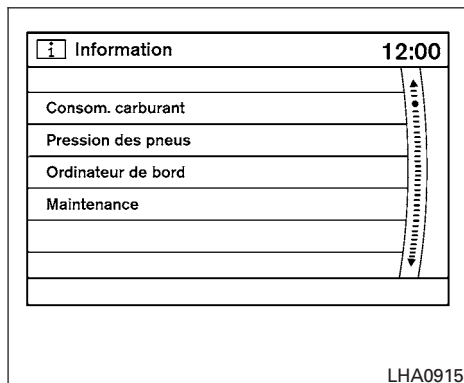 i Information 12:00
Consom. carburant
Pression des pneus
Ordinateur de bord
Maintenance
LHA0915